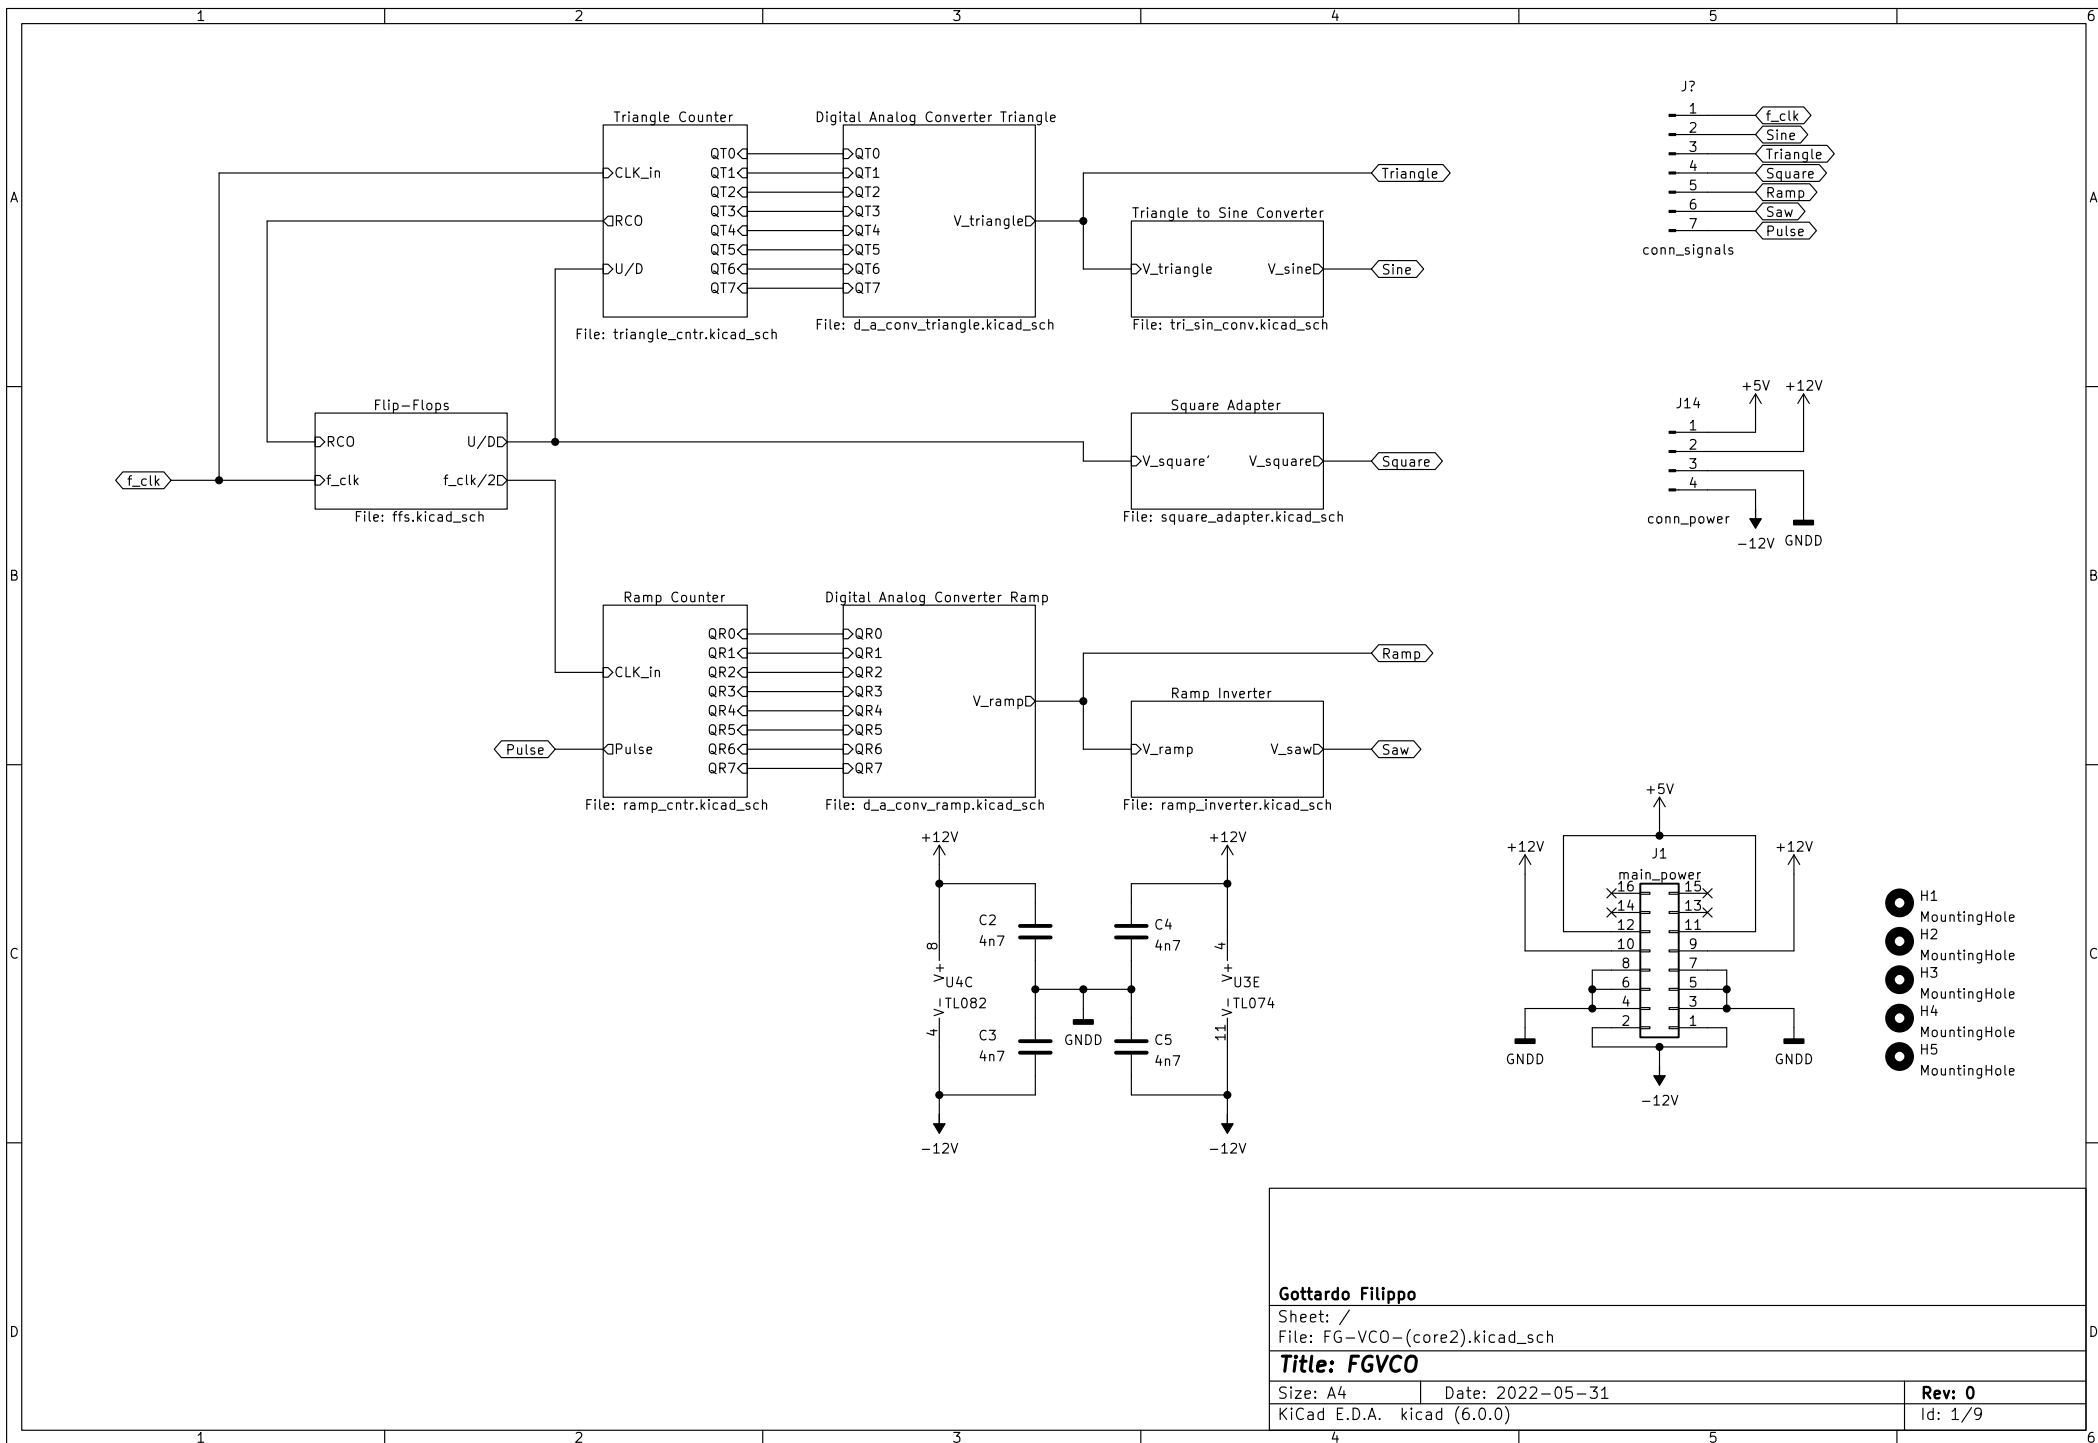 1 2 3 4 5 6
A
B
C
D
Triangle Counter
CLK_in
RCO
U/D
QT0
QT1
QT2
QT3
QT4
QT5
QT6
QT7
File: triangle_cntr.kicad_sch
Digital Analog Converter Triangle
QT0
QT1
QT2
QT3
QT4
QT5
QT6
QT7
V_triangle
File: d_a_conv_triangle.kicad_sch
Triangle
Triangle to Sine Converter
V_triangle V_sine
File: tri_sin_conv.kicad_sch
Sine
J?
1 f_clk
2 Sine
3 Triangle
4 Square
5 Ramp
6 Saw
7 Pulse
conn_signals
Flip-Flops
RCO U/D
f_clk f_clk/2
File: ffs.kicad_sch
f_clk
Square Adapter
V_square' V_square
File: square_adapter.kicad_sch
Square
+5V +12V
J14
1
2
3
4
conn_power
-12V GNDD
Ramp Counter
CLK_in
Pulse
QR0
QR1
QR2
QR3
QR4
QR5
QR6
QR7
File: ramp_cntr.kicad_sch
Pulse
Digital Analog Converter Ramp
QR0
QR1
QR2
QR3
QR4
QR5
QR6
QR7
V_ramp
File: d_a_conv_ramp.kicad_sch
Ramp
Ramp Inverter
V_ramp V_saw
File: ramp_inverter.kicad_sch
Saw
+12V
8
V+
U4C
TL082
V-
4
-12V
C2
4n7
C3
4n7
GNDD
C4
4n7
C5
4n7
+12V
4
V+
U3E
TL074
V-
11
-12V
+5V
+12V J1 +12V
main_power
16 15
14 13
12 11
10 9
8 7
6 5
4 3
2 1
GNDD GNDD
-12V
H1
MountingHole
H2
MountingHole
H3
MountingHole
H4
MountingHole
H5
MountingHole
Gottardo Filippo
Sheet: /
File: FG-VCO-(core2).kicad_sch
Title: FGVCO
Size: A4 Date: 2022-05-31 Rev: 0
KiCad E.D.A. kicad (6.0.0) Id: 1/9
A
B
C
D
1 2 3 4 5 6